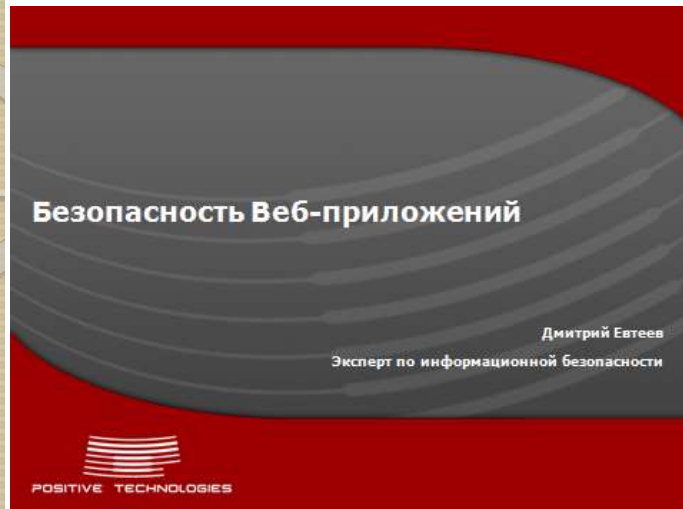 Безопасность Веб-приложений
Дмитрий Евтеев
Эксперт по информационной безопасности
POSITIVE TECHNOLOGIES